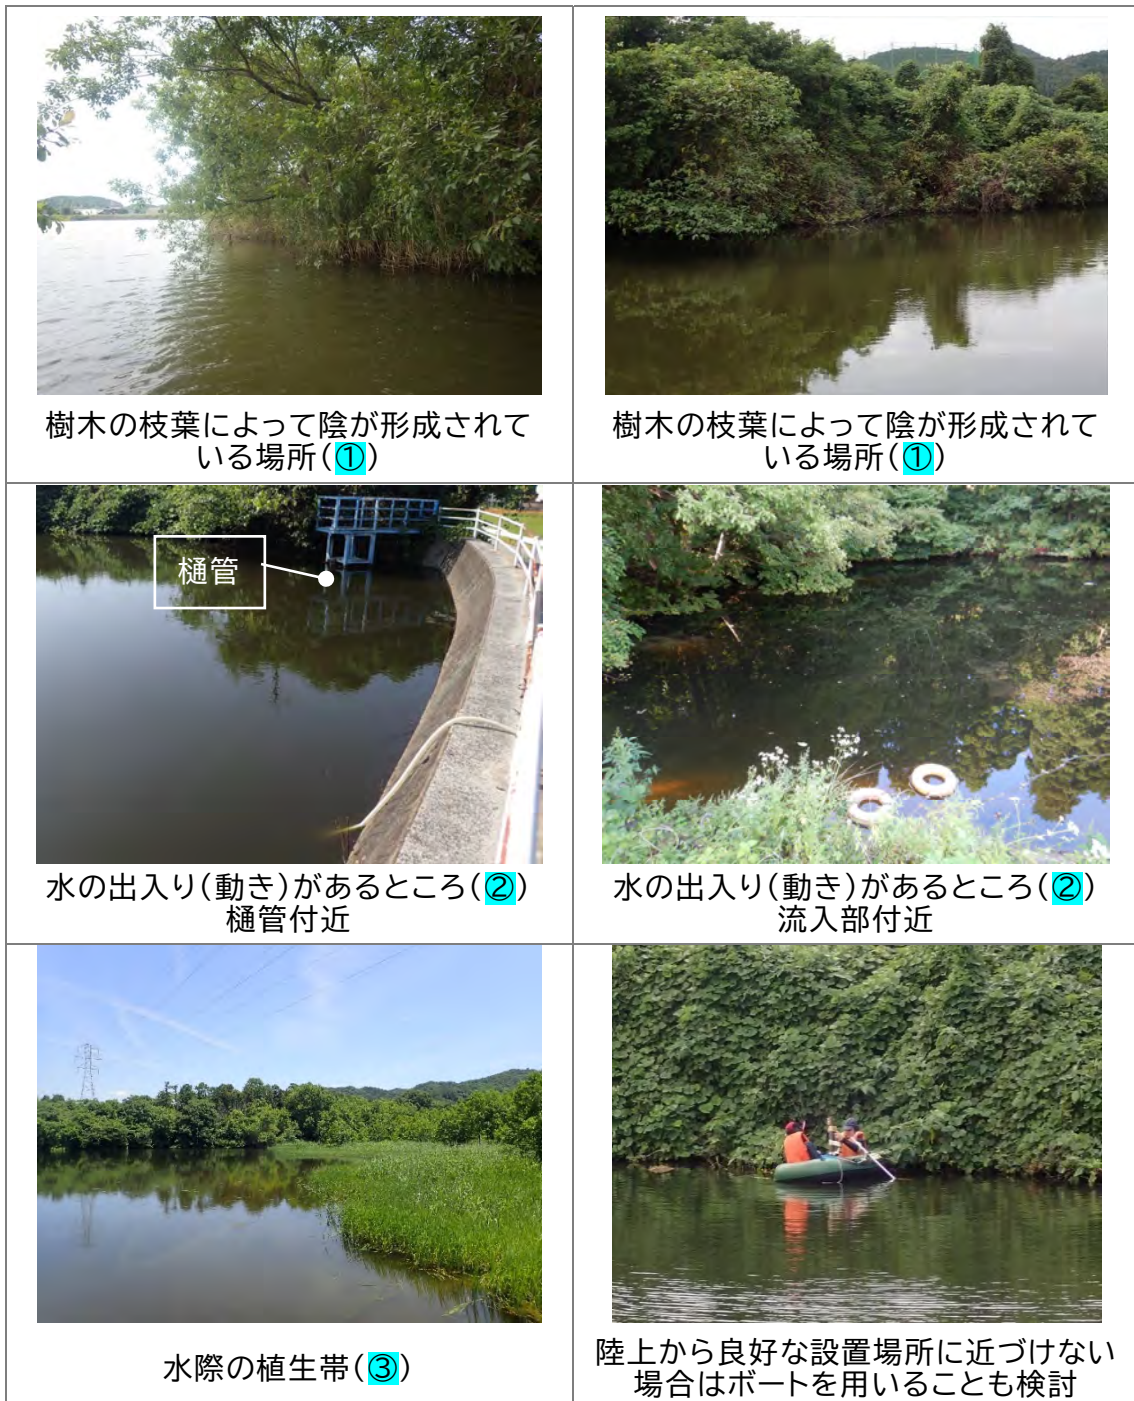 樹木の枝葉によって陰が形成されて
いる場所(①)
樹木の枝葉によって陰が形成されて
いる場所(①)
樋管
水の出入り(動き)があるところ(②)
樋管付近
水の出入り(動き)があるところ(②)
流入部付近
水際の植生帯(③)
陸上から良好な設置場所に近づけない
場合はボートを用いることも検討